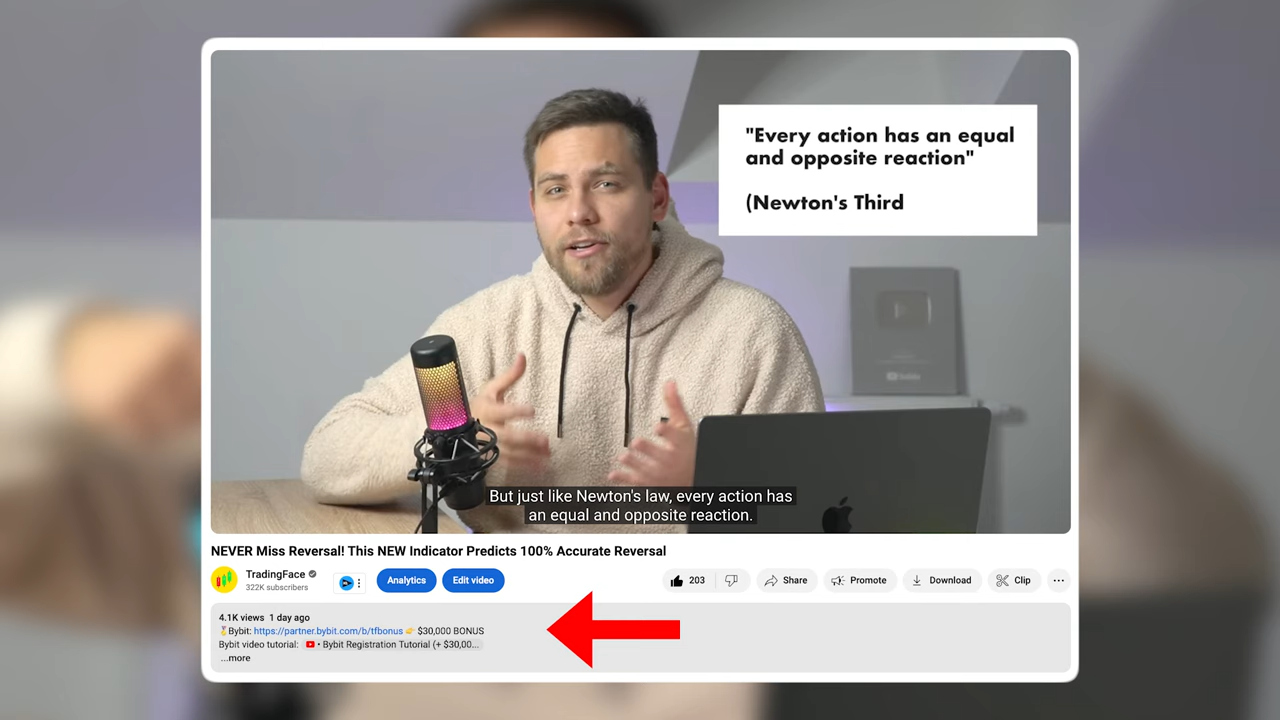 "Every action has an equal
and opposite reaction"
(Newton's Third
But just like Newton's law, every action has
an equal and opposite reaction.
NEVER Miss Reversal! This NEW Indicator Predicts 100% Accurate Reversal
TradingFace
322K subscribers
Analytics
Edit video
203
Share
Promote
Download
Clip
4.1K views 1 day ago
🏅Bybit: https://partner.bybit.com/b/tfbonus 👉 $30,000 BONUS
Bybit video tutorial: • Bybit Registration Tutorial (+ $30,00...
...more